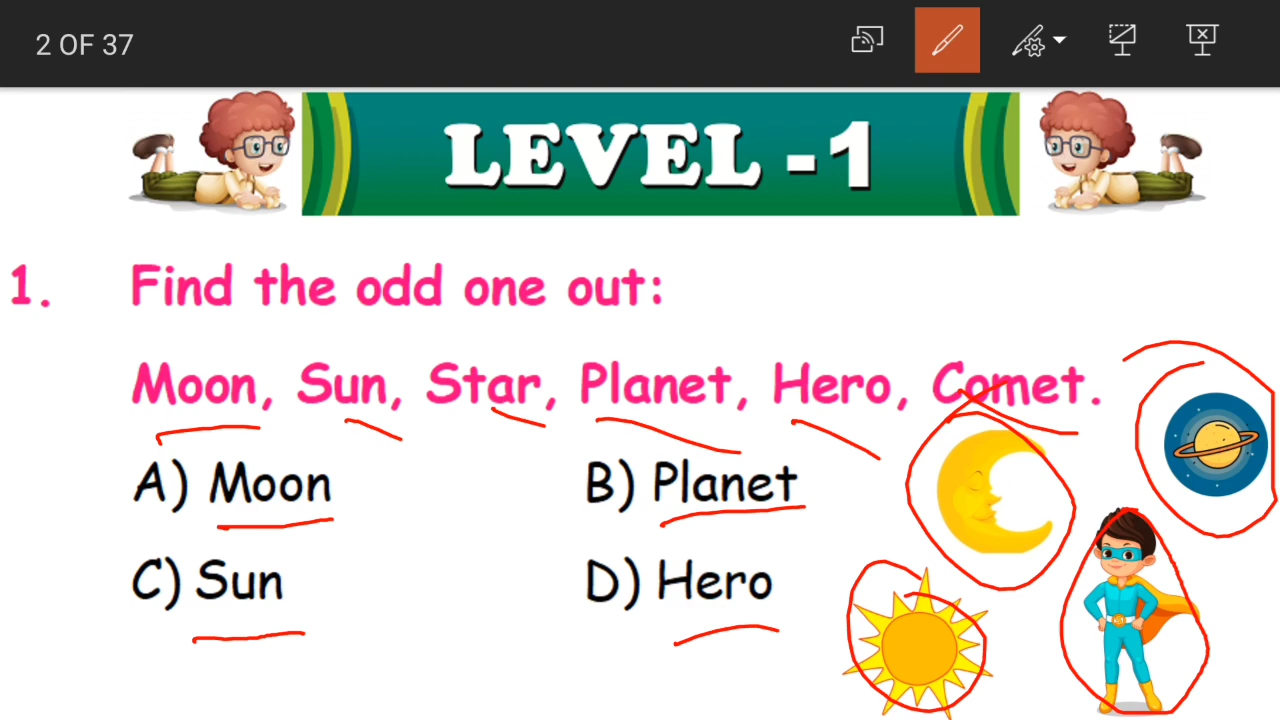 2 OF 37
LEVEL -1
1. Find the odd one out:
Moon, Sun, Star, Planet, Hero, Comet.
A) Moon B) Planet
C) Sun D) Hero